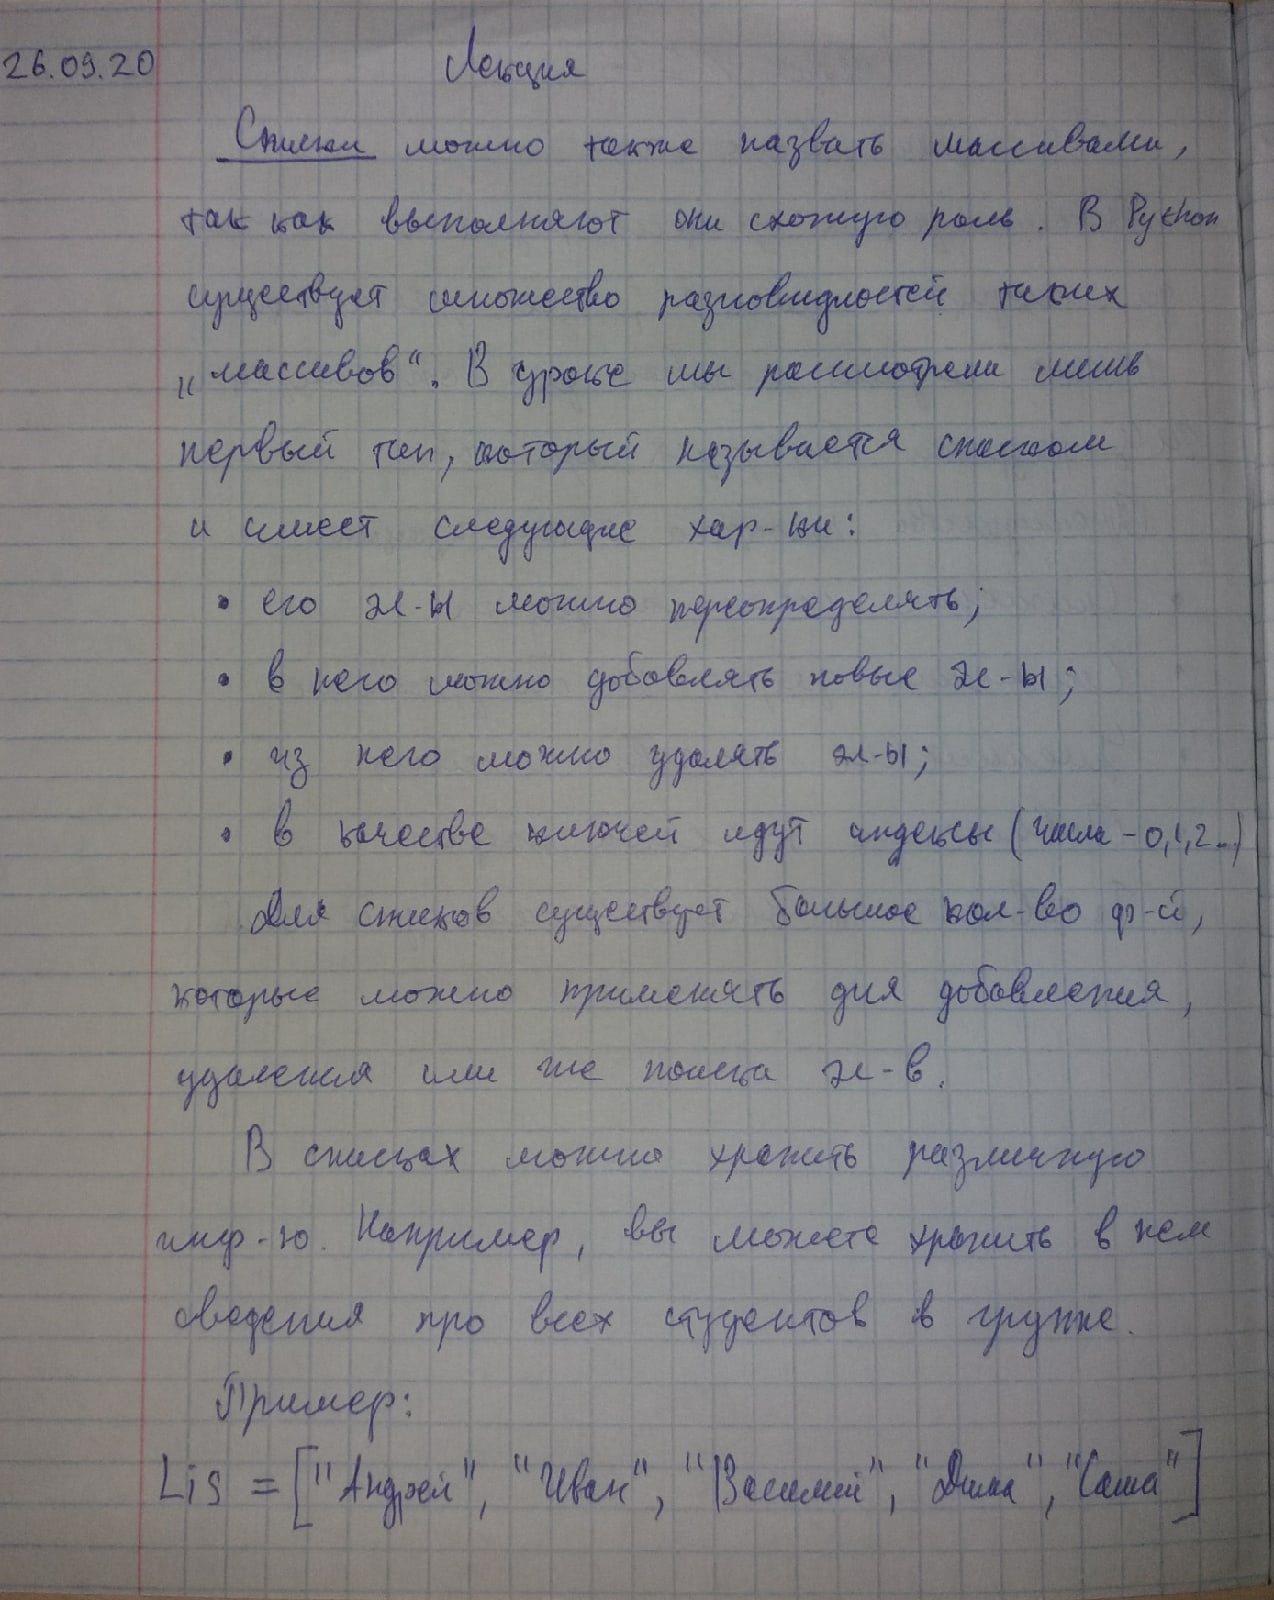 26.09.20 Лекция
Списки можно также назвать массивами,
так как выполняют они схожую роль. В Python
существует множество разновидностей таких
„массивов“. В уроке мы рассмотрели лишь
первый тип, который называется списком
и имеет следующие хар-ки:
• его эл-ы можно переопределять;
• в него можно добавлять новые эл-ы;
• из него можно удалять эл-ы;
• в качестве ключей идут индексы (числа - 0,1,2..)
Для списков существует большое кол-во ф-й,
которые можно применять для добавления,
удаления или же поиска эл-в.
В списках можно хранить различную
инф-ю. Например, вы можете хранить в нем
сведения про всех студентов в группе.
Пример:
Lis = ["Андрей", "Иван", "Василий", "Дима", "Саша"]